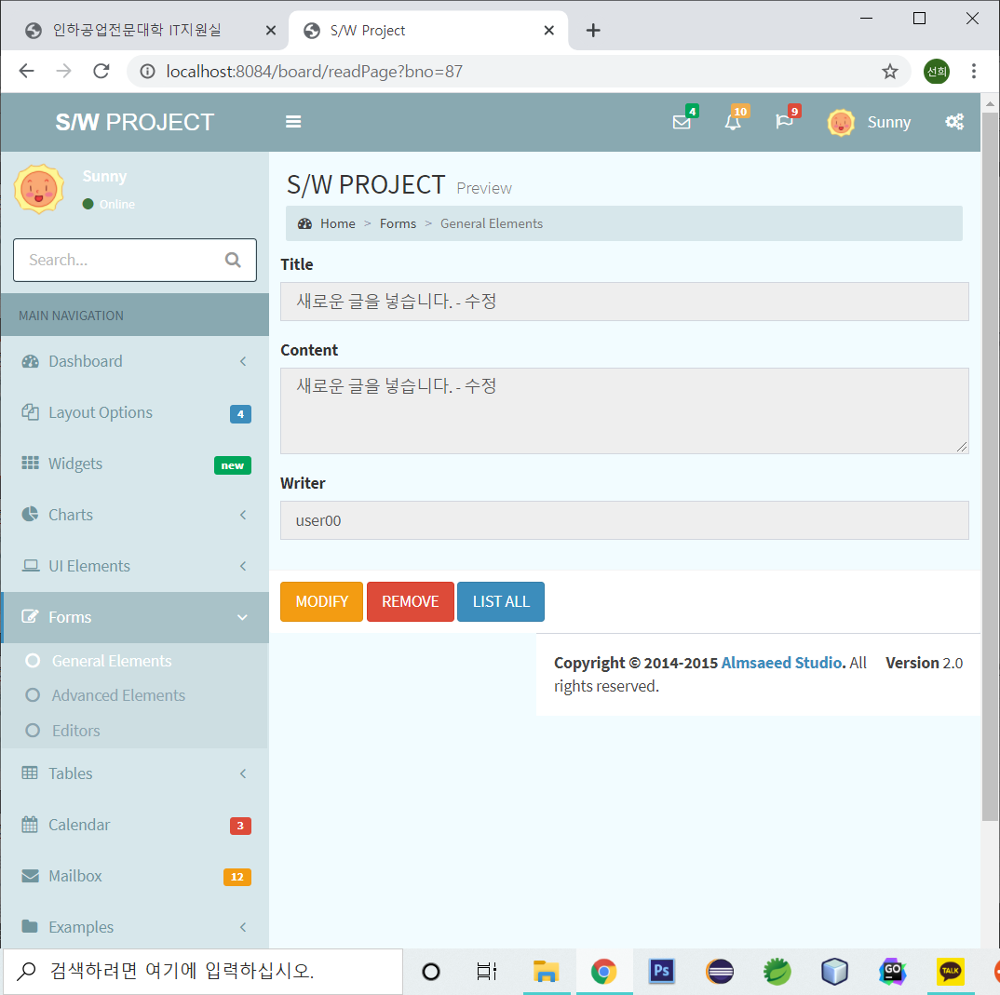 인하공업전문대학 IT지원실
S/W Project
localhost:8084/board/readPage?bno=87
선희
S/W PROJECT
4
10
9
Sunny
Sunny
Online
Search...
MAIN NAVIGATION
Dashboard
Layout Options 4
Widgets new
Charts
UI Elements
Forms
General Elements
Advanced Elements
Editors
Tables
Calendar 3
Mailbox 12
Examples
S/W PROJECT Preview
Home > Forms > General Elements
Title
새로운 글을 넣습니다. - 수정
Content
새로운 글을 넣습니다. - 수정
Writer
user00
MODIFY REMOVE LIST ALL
Copyright © 2014-2015 Almsaeed Studio. All Version 2.0
rights reserved.
검색하려면 여기에 입력하십시오.
Ps
GO
TALK